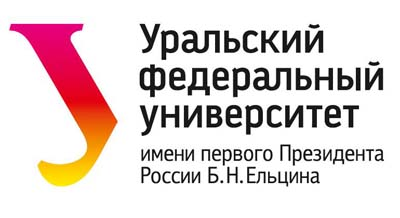 Уральский
федеральный
университет
имени первого Президента
России Б.Н.Ельцина